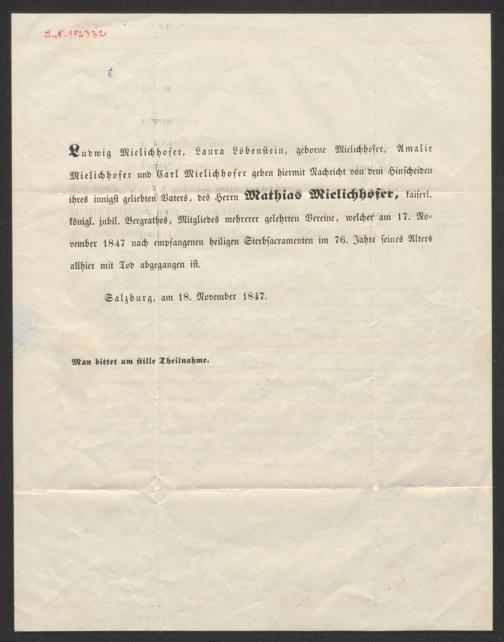 I.N. 102332
Ludwig Mielichhofer, Laura Löbenstein, geborne Mielichhofer, Amalie
Mielichhofer und Carl Mielichhofer geben hiermit Nachricht von dem Hinscheiden
ihres innigst geliebten Vaters, des Herrn Mathias Mielichhofer, kaiserl.
königl. jubil. Bergrathes, Mitgliedes mehrerer gelehrten Vereine, welcher am 17. No-
vember 1847 nach empfangenen heiligen Sterbsacramenten im 76. Jahre seines Alters
allhier mit Tod abgegangen ist.
Salzburg, am 18. November 1847.
Man bittet um stille Theilnahme.